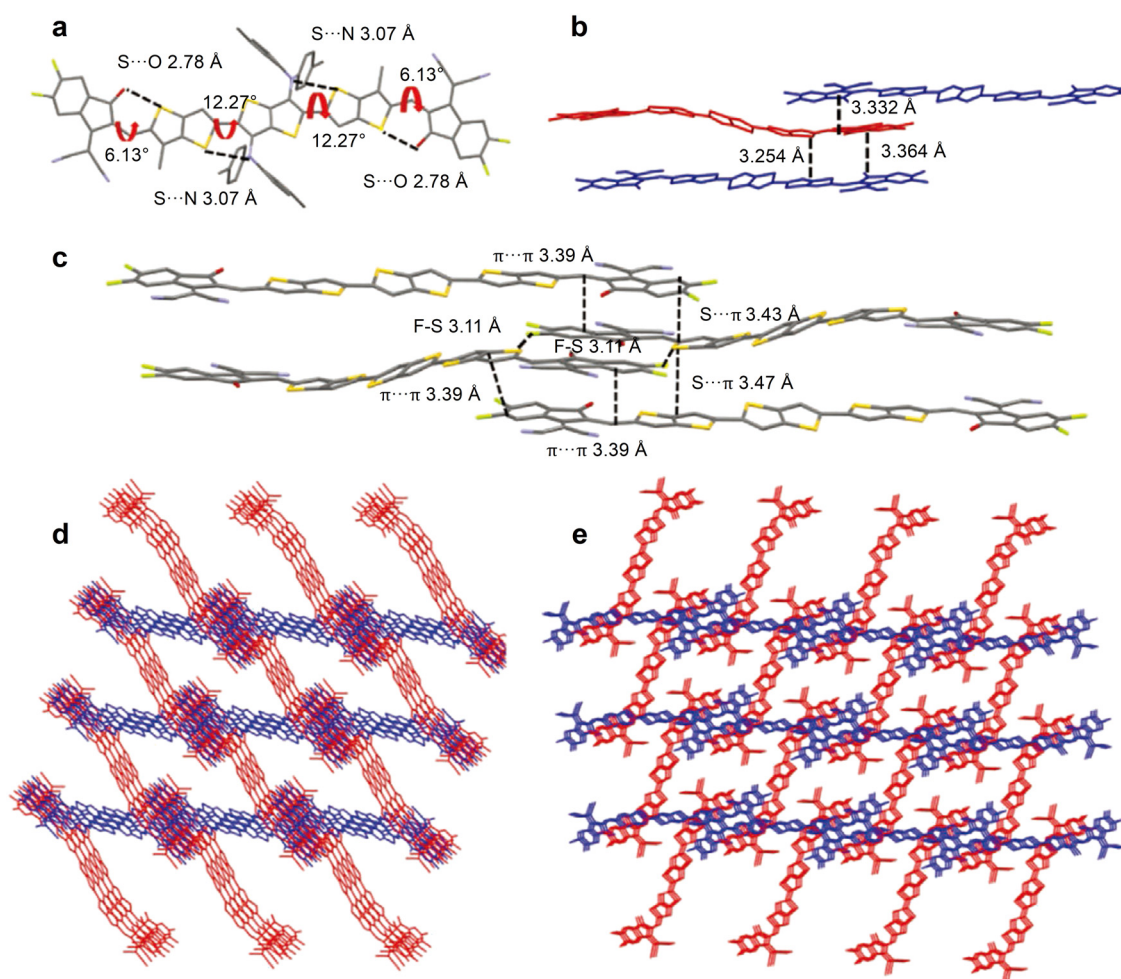 a
S···N 3.07 Å
S···O 2.78 Å
6.13°
12.27°
12.27°
6.13°
S···O 2.78 Å
S···N 3.07 Å
b
3.332 Å
3.254 Å
3.364 Å
c
π···π 3.39 Å
S···π 3.43 Å
F-S 3.11 Å
F-S 3.11 Å
π···π 3.39 Å
S···π 3.47 Å
π···π 3.39 Å
d
e